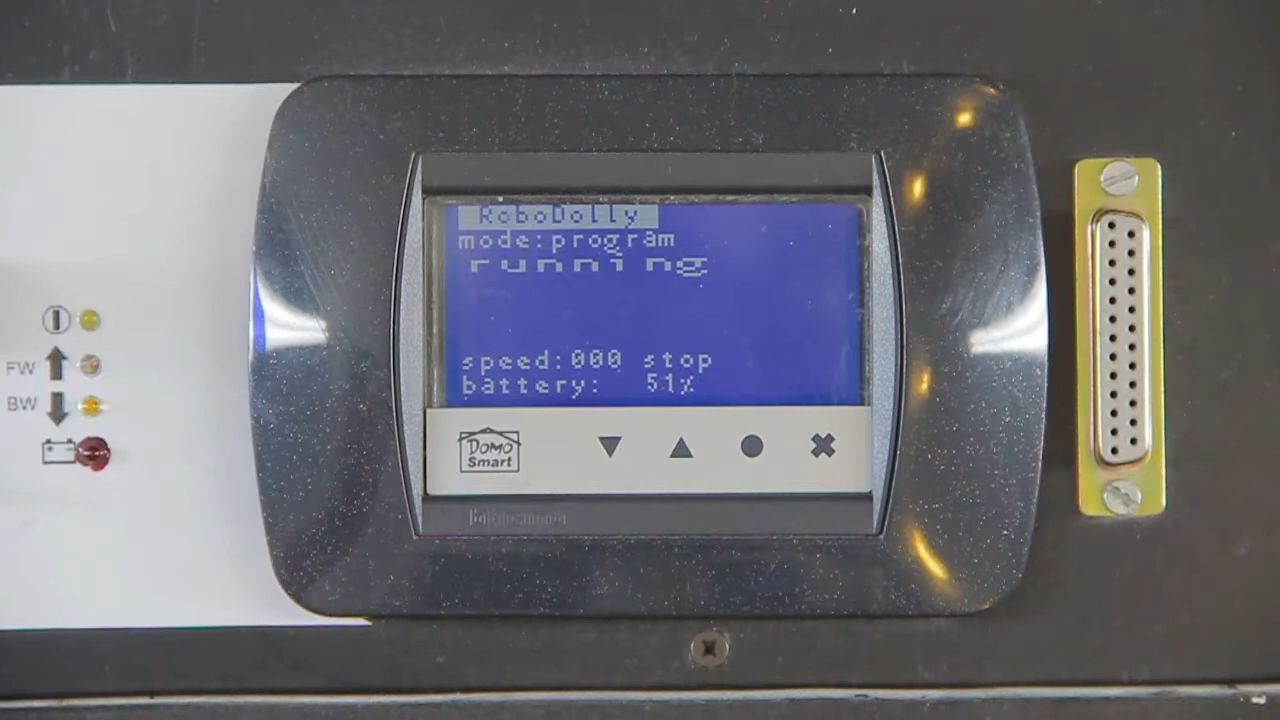 RoboDolly
mode:program
running
speed:000 stop
battery: 51%
FW
BW
DOMO
Smart